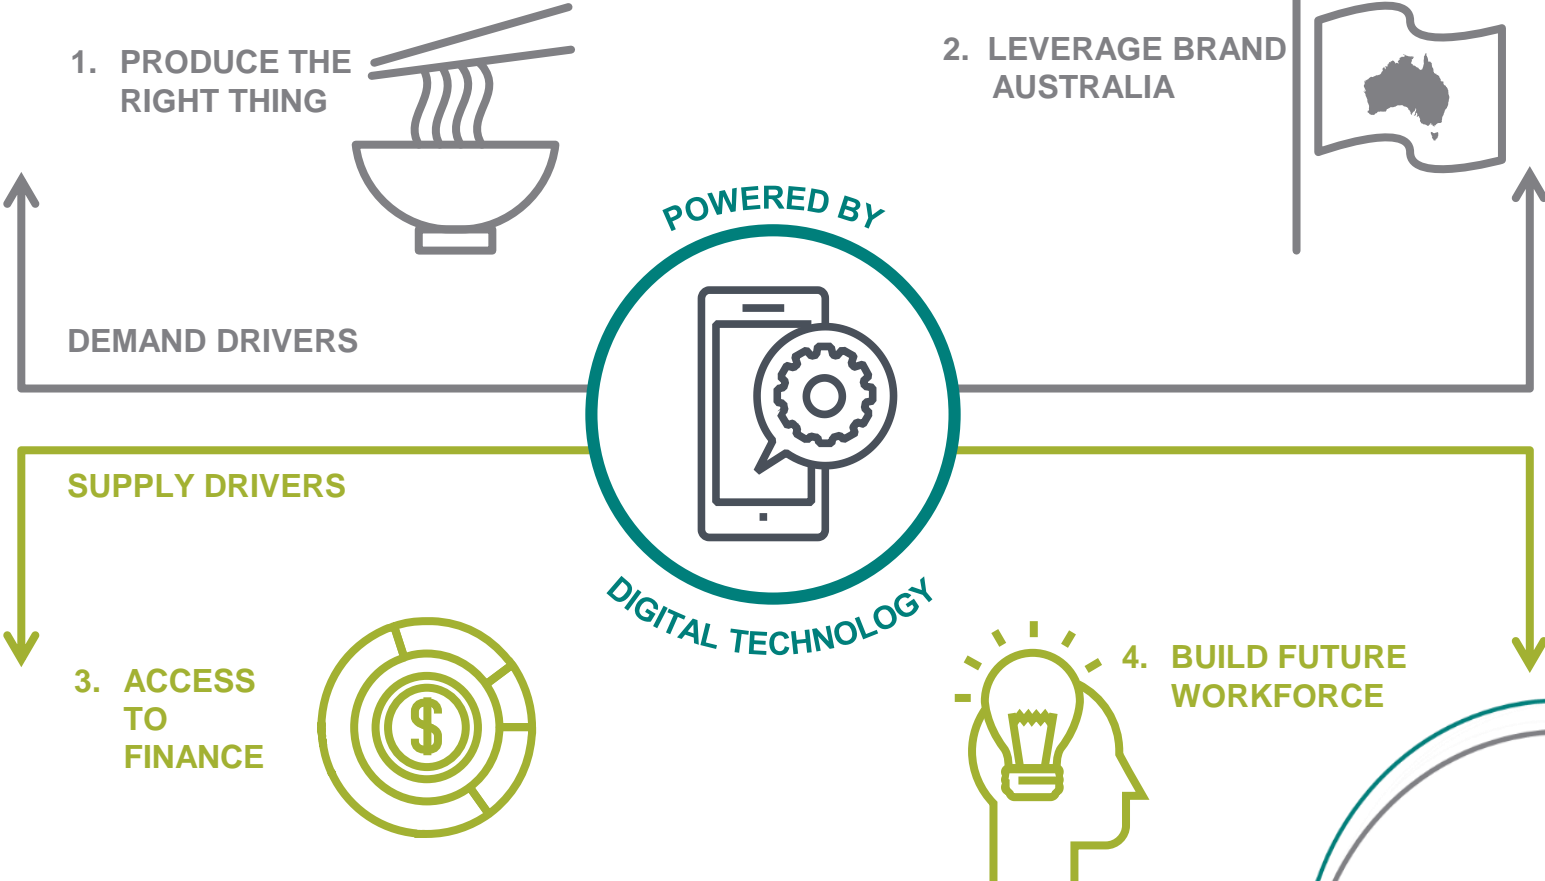 1. PRODUCE THE
RIGHT THING
2. LEVERAGE BRAND
AUSTRALIA
POWERED BY
DEMAND DRIVERS
SUPPLY DRIVERS
DIGITAL TECHNOLOGY
3. ACCESS
TO
FINANCE
$
4. BUILD FUTURE
WORKFORCE